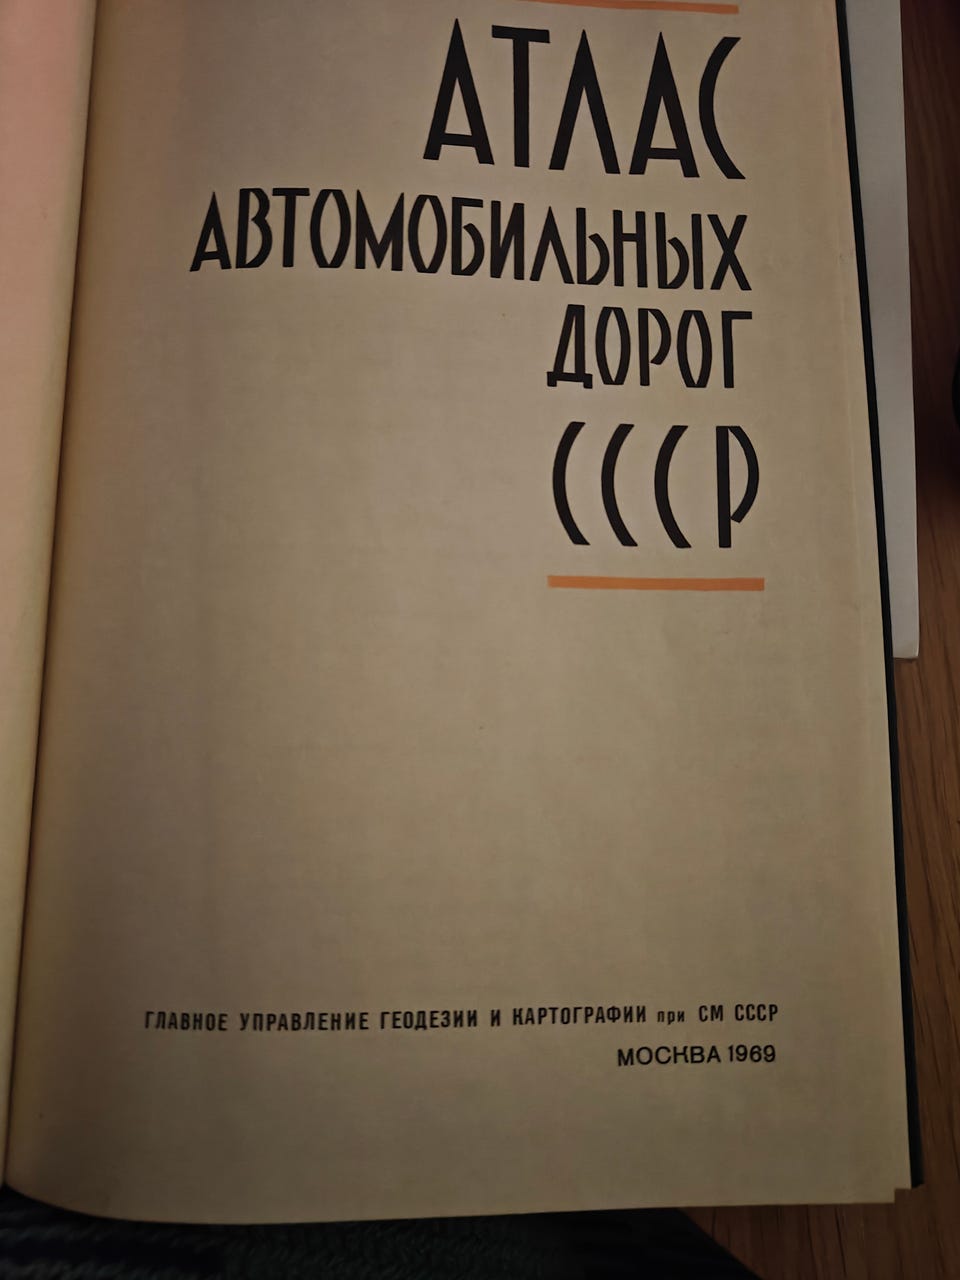 АТЛАС
АВТОМОБИЛЬНЫХ
ДОРОГ
СССР
ГЛАВНОЕ УПРАВЛЕНИЕ ГЕОДЕЗИИ И КАРТОГРАФИИ при СМ СССР
МОСКВА 1969